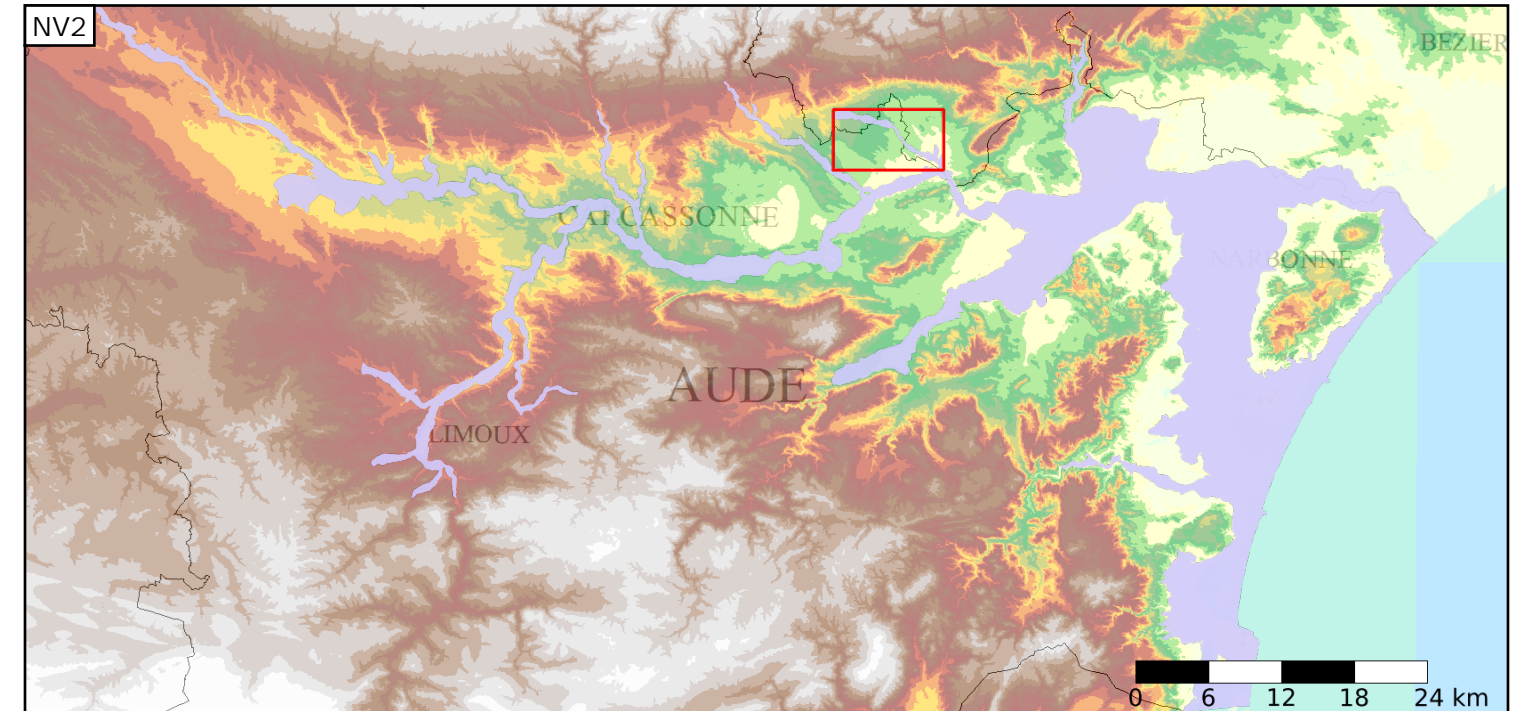 NV2
BEZIER
CARCASSONNE
NARBONNE
AUDE
LIMOUX
0 6 12 18 24 km